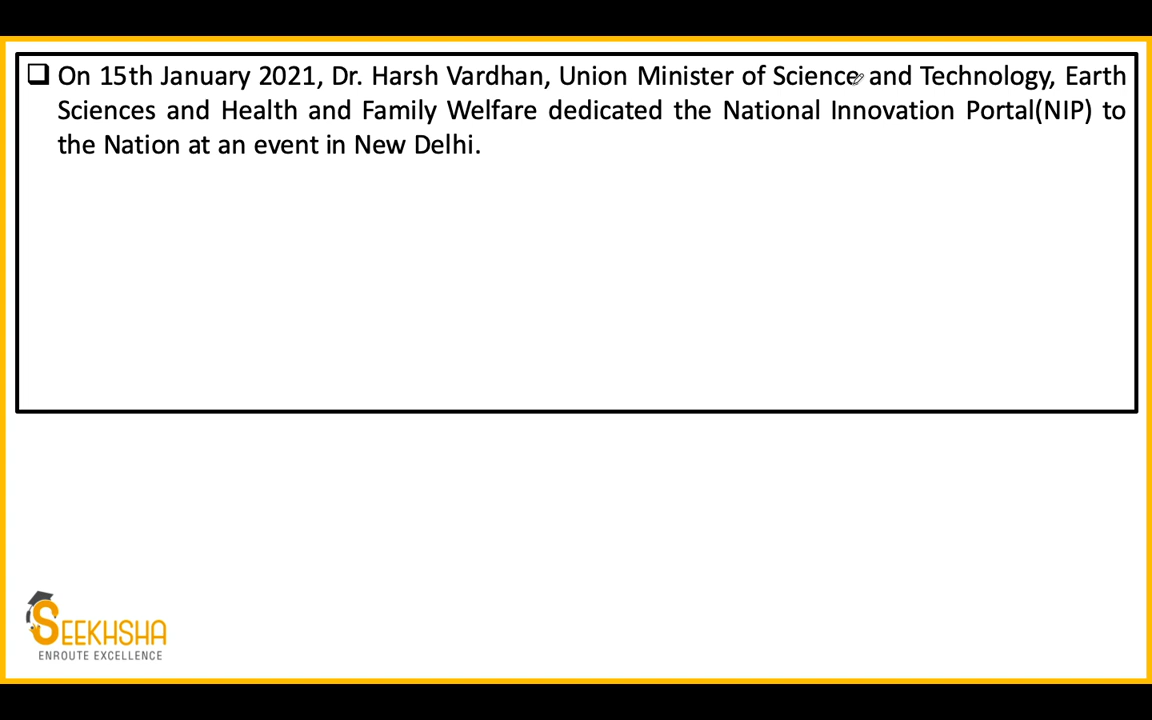 On 15th January 2021, Dr. Harsh Vardhan, Union Minister of Science and Technology, Earth
Sciences and Health and Family Welfare dedicated the National Innovation Portal(NIP) to
the Nation at an event in New Delhi.
SEEKHSHA
ENROUTE EXCELLENCE